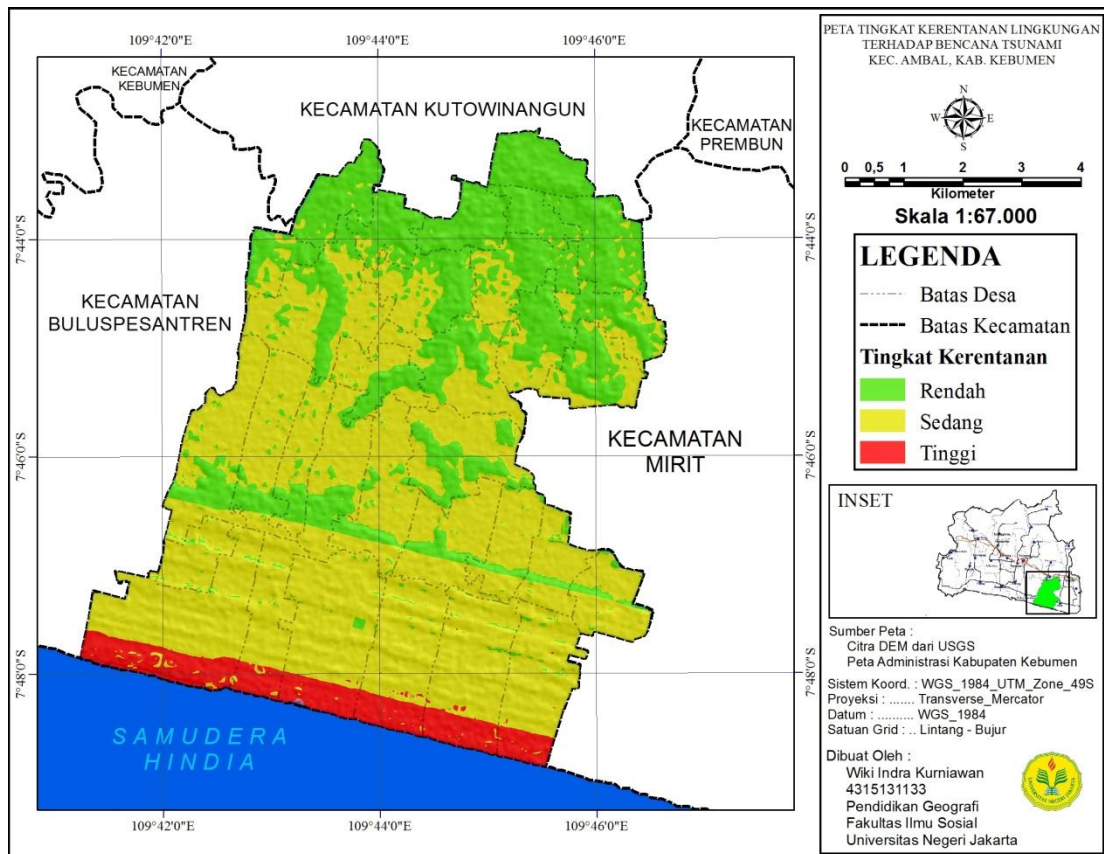 109°42'0"E
109°44'0"E
109°46'0"E
KECAMATAN
KEBUMEN
KECAMATAN KUTOWINANGUN
KECAMATAN
PREMBUN
7°44'0"S
7°44'0"S
KECAMATAN
BULUSPESANTREN
7°46'0"S
7°46'0"S
KECAMATAN
MIRIT
7°48'0"S
7°48'0"S
SAMUDERA
HINDIA
109°42'0"E
109°44'0"E
109°46'0"E
PETA TINGKAT KERENTANAN LINGKUNGAN
TERHADAP BENCANA TSUNAMI
KEC. AMBAL, KAB. KEBUMEN
N
W E
S
0 0,5 1 2 3 4
Kilometer
Skala 1:67.000
LEGENDA
Batas Desa
Batas Kecamatan
Tingkat Kerentanan
Rendah
Sedang
Tinggi
INSET
Sumber Peta :
Citra DEM dari USGS
Peta Administrasi Kabupaten Kebumen
Sistem Koord. : WGS_1984_UTM_Zone_49S
Proyeksi : ....... Transverse_Mercator
Datum : .......... WGS_1984
Satuan Grid : .. Lintang - Bujur
Dibuat Oleh :
Wiki Indra Kurniawan
4315131133
Pendidikan Geografi
Fakultas Ilmu Sosial
Universitas Negeri Jakarta
UNIVERSITAS NEGERI JAKARTA